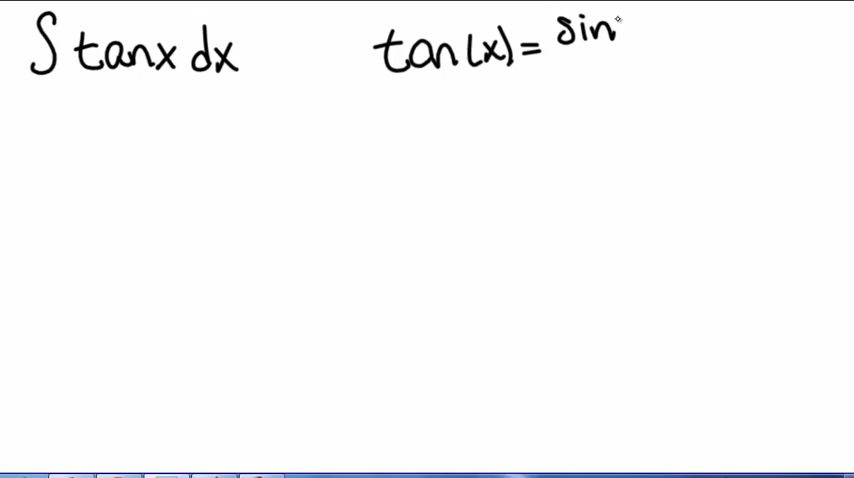 ∫ tanx dx tan(x) = sin